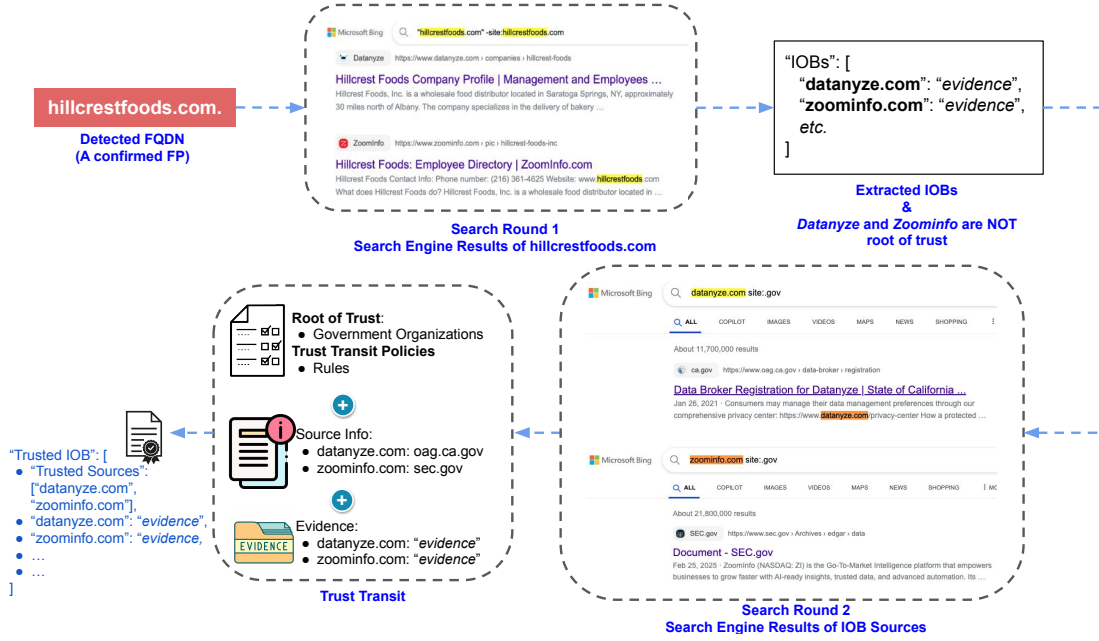 hillcrestfoods.com.
Detected FQDN
(A confirmed FP)
Microsoft Bing
"hillcrestfoods.com" -site:hillcrestfoods.com
Datanyze https://www.datanyze.com › companies › hillcrest-foods
Hillcrest Foods Company Profile | Management and Employees ...
Hillcrest Foods, Inc. is a wholesale food distributor located in Saratoga Springs, NY, approximately
30 miles north of Albany. The company specializes in the delivery of bakery ...
ZoomInfo https://www.zoominfo.com › pic › hillcrest-foods-inc
Hillcrest Foods: Employee Directory | ZoomInfo.com
Hillcrest Foods Contact Info: Phone number: (216) 361-4625 Website: www.hillcrestfoods.com
What does Hillcrest Foods do? Hillcrest Foods, Inc. is a wholesale food distributor located in ...
Search Round 1
Search Engine Results of hillcrestfoods.com
"IOBs": [
"datanyze.com": "evidence",
"zoominfo.com": "evidence",
etc.
]
Extracted IOBs
&
Datanyze and Zoominfo are NOT
root of trust
Microsoft Bing
datanyze.com site:.gov
ALL COPILOT IMAGES VIDEOS MAPS NEWS SHOPPING
About 11,700,000 results
ca.gov https://www.oag.ca.gov › data-broker › registration
Data Broker Registration for Datanyze | State of California ...
Jan 26, 2021 · Consumers may manage their data management preferences through our
comprehensive privacy center: https://www.datanyze.com/privacy-center How a protected ...
Microsoft Bing
zoominfo.com site:.gov
ALL COPILOT IMAGES VIDEOS MAPS NEWS SHOPPING
About 21,800,000 results
SEC.gov https://www.sec.gov › Archives › edgar › data
Document - SEC.gov
Feb 25, 2025 · ZoomInfo (NASDAQ: ZI) is the Go-To-Market Intelligence platform that empowers
businesses to grow faster with AI-ready insights, trusted data, and advanced automation. Its ...
Search Round 2
Search Engine Results of IOB Sources
Root of Trust:
● Government Organizations
Trust Transit Policies
● Rules
Source Info:
● datanyze.com: oag.ca.gov
● zoominfo.com: sec.gov
EVIDENCE
Evidence:
● datanyze.com: "evidence"
● zoominfo.com: "evidence"
Trust Transit
"Trusted IOB": [
● "Trusted Sources":
["datanyze.com",
"zoominfo.com"],
● "datanyze.com": "evidence",
● "zoominfo.com": "evidence,
● ...
● ...
]